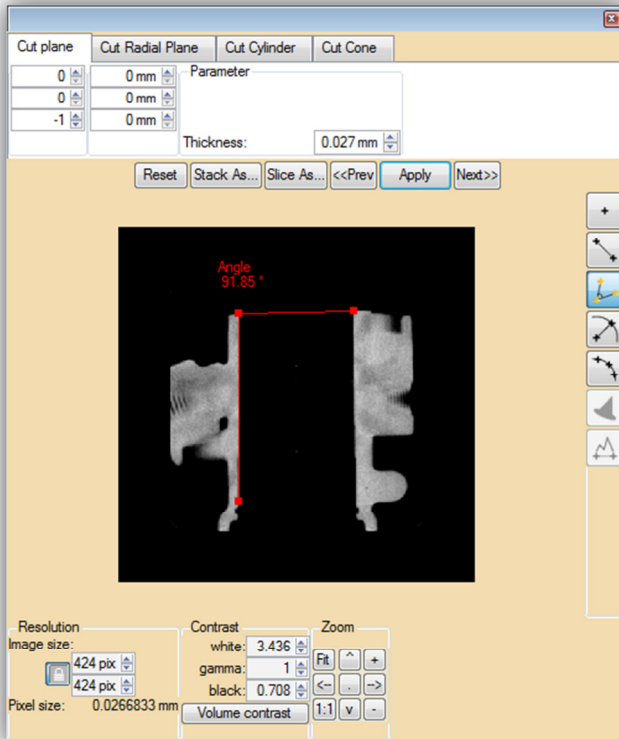 Cut plane Cut Radial Plane Cut Cylinder Cut Cone
0 0 mm Parameter
0 0 mm
-1 0 mm
Thickness: 0.027 mm
Reset Stack As... Slice As... <<Prev Apply Next>>
Angle
91.85 °
Resolution Contrast Zoom
Image size: white: 3.436
424 pix gamma: 1 Fit ^ +
424 pix black: 0.708 <-- . -->
Pixel size: 0.0266833 mm Volume contrast 1:1 v -